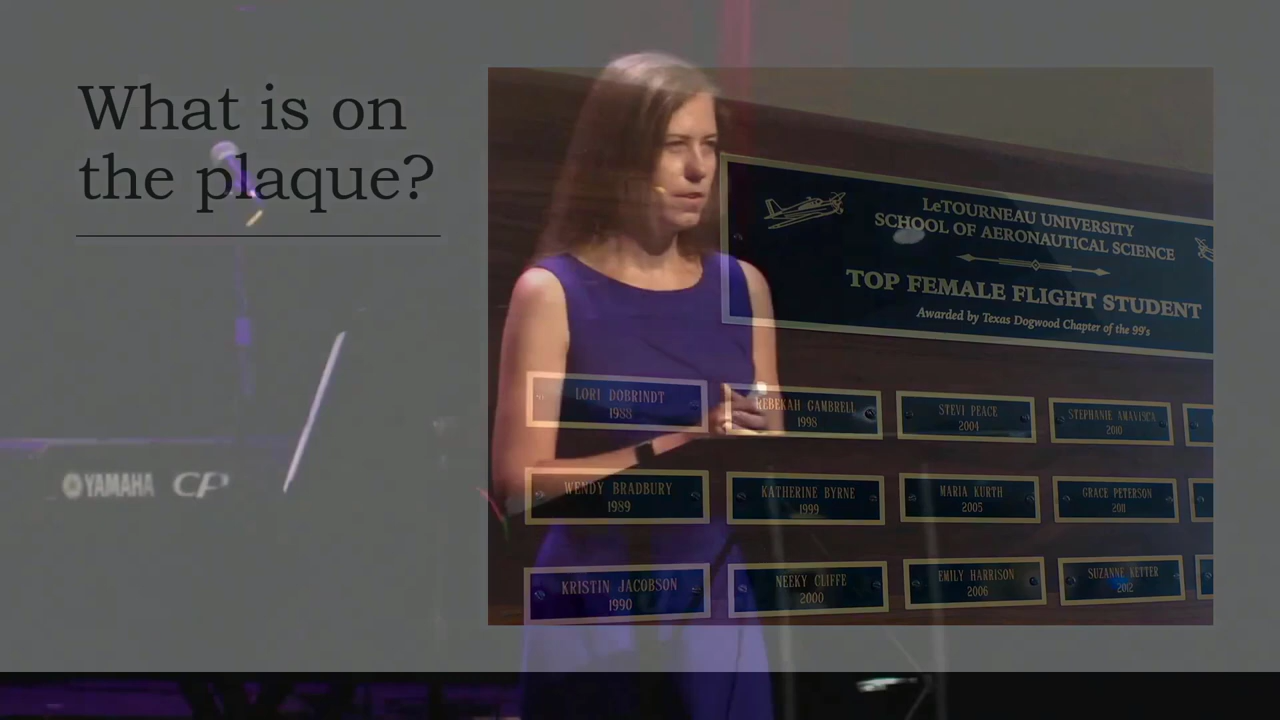 What is on
the plaque?
LeTOURNEAU UNIVERSITY
SCHOOL OF AERONAUTICAL SCIENCE
TOP FEMALE FLIGHT STUDENT
Awarded by Texas Dogwood Chapter of the 99's
LORI DOBRINDT
1988
REBEKAH GAMBRELL
1998
STEVI PEACE
2004
STEPHANIE AMAVISCA
2010
WENDY BRADBURY
1989
KATHERINE BYRNE
1999
MARIA KURTH
2005
GRACE PETERSON
2011
KRISTIN JACOBSON
1990
NEEKY CLIFFE
2000
EMILY HARRISON
2006
SUZANNE KETTER
2012
YAMAHA CP